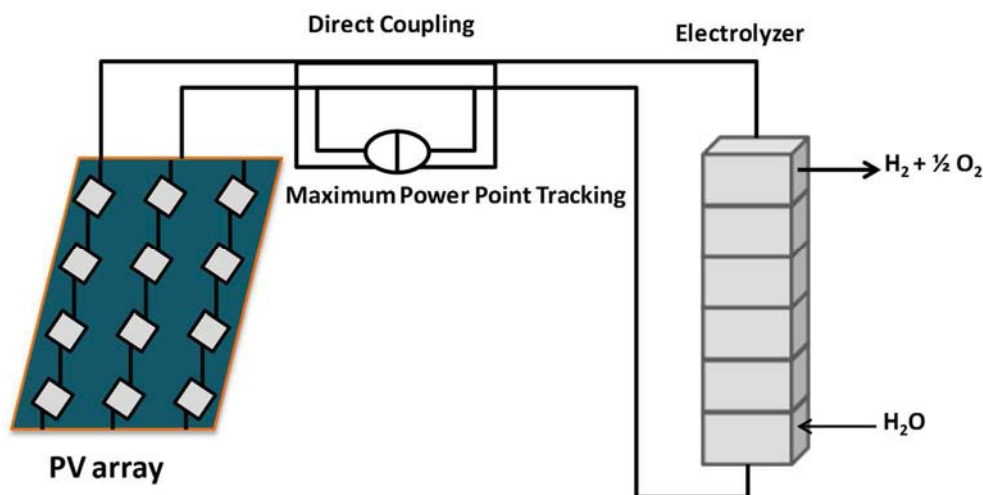 Direct Coupling
Electrolyzer
H₂ + ½ O₂
Maximum Power Point Tracking
H₂O
PV array